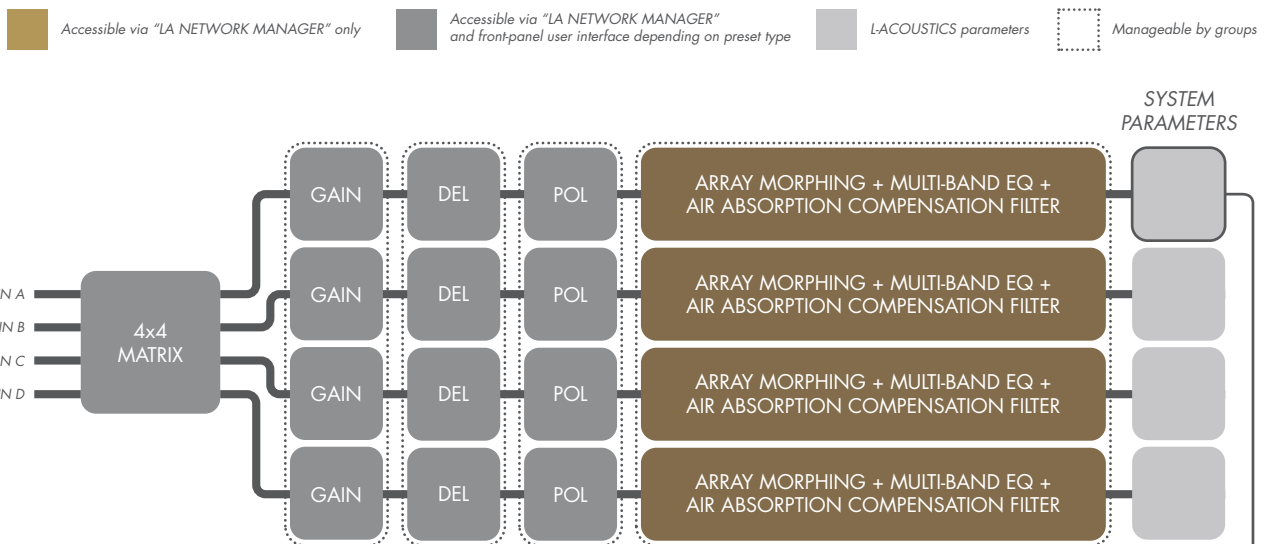 Accessible via “LA NETWORK MANAGER” only
Accessible via “LA NETWORK MANAGER”
and front-panel user interface depending on preset type
L-ACOUSTICS parameters
Manageable by groups
SYSTEM
PARAMETERS
GAIN
DEL
POL
ARRAY MORPHING + MULTI-BAND EQ +
AIR ABSORPTION COMPENSATION FILTER
IN A
IN B
IN C
IN D
4x4
MATRIX
GAIN
DEL
POL
ARRAY MORPHING + MULTI-BAND EQ +
AIR ABSORPTION COMPENSATION FILTER
GAIN
DEL
POL
ARRAY MORPHING + MULTI-BAND EQ +
AIR ABSORPTION COMPENSATION FILTER
GAIN
DEL
POL
ARRAY MORPHING + MULTI-BAND EQ +
AIR ABSORPTION COMPENSATION FILTER